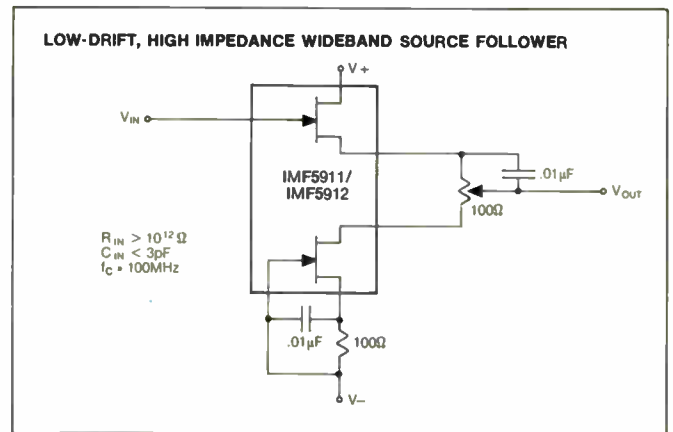 LOW-DRIFT, HIGH IMPEDANCE WIDEBAND SOURCE FOLLOWER
V+
VIN
IMF5911/
IMF5912
.01µF
VOUT
100Ω
RIN > 10¹²Ω
CIN < 3pF
fC = 100MHz
.01µF
100Ω
V−